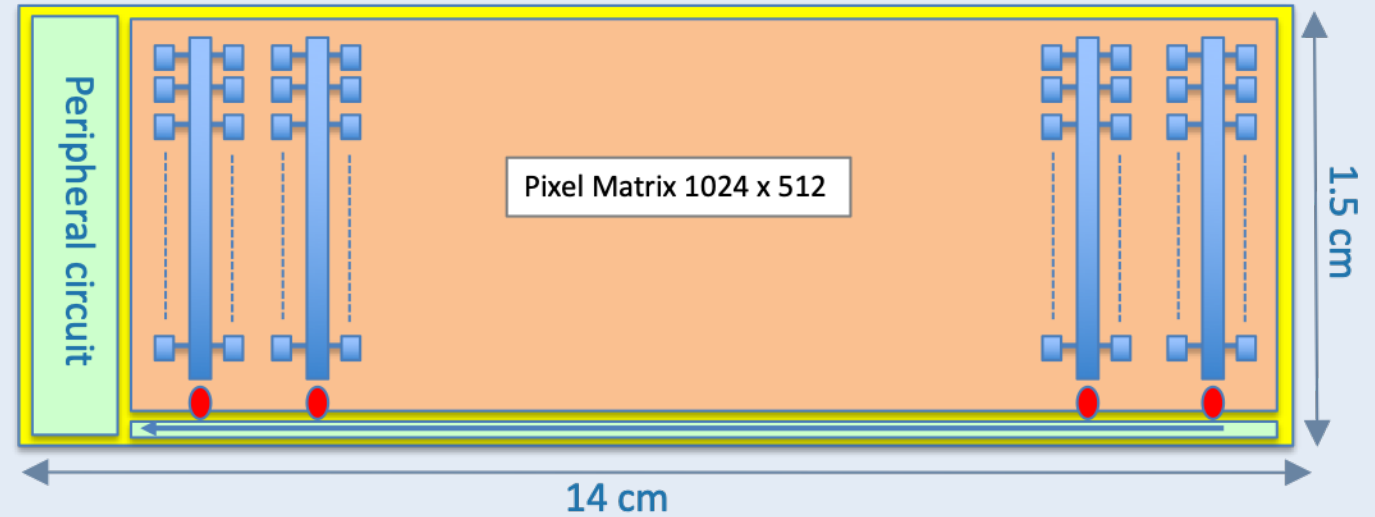 Peripheral circuit
Pixel Matrix 1024 x 512
1.5 cm
14 cm